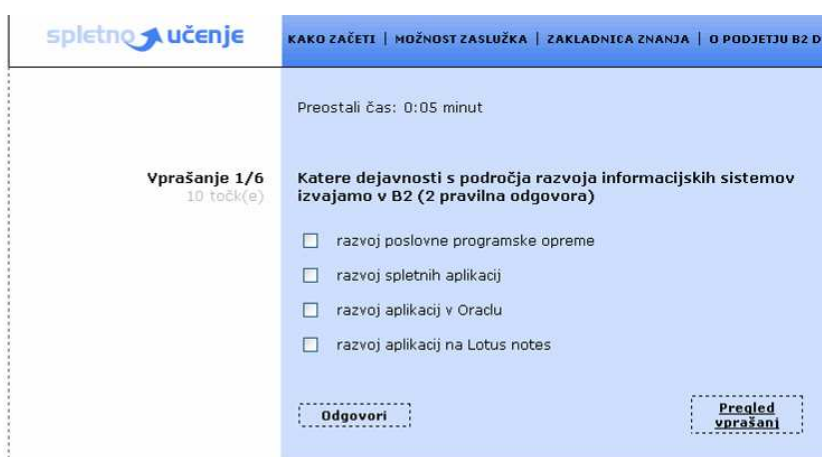 spletno učenje
KAKO ZAČETI | MOŽNOST ZASLUŽKA | ZAKLADNICA ZNANJA | O PODJETJU B2 D
Preostali čas: 0:05 minut
Vprašanje 1/6
10 točk(e)
Katere dejavnosti s področja razvoja informacijskih sistemov
izvajamo v B2 (2 pravilna odgovora)
razvoj poslovne programske opreme
razvoj spletnih aplikacij
razvoj aplikacij v Oraclu
razvoj aplikacij na Lotus notes
Odgovori
Pregled
vprašanj